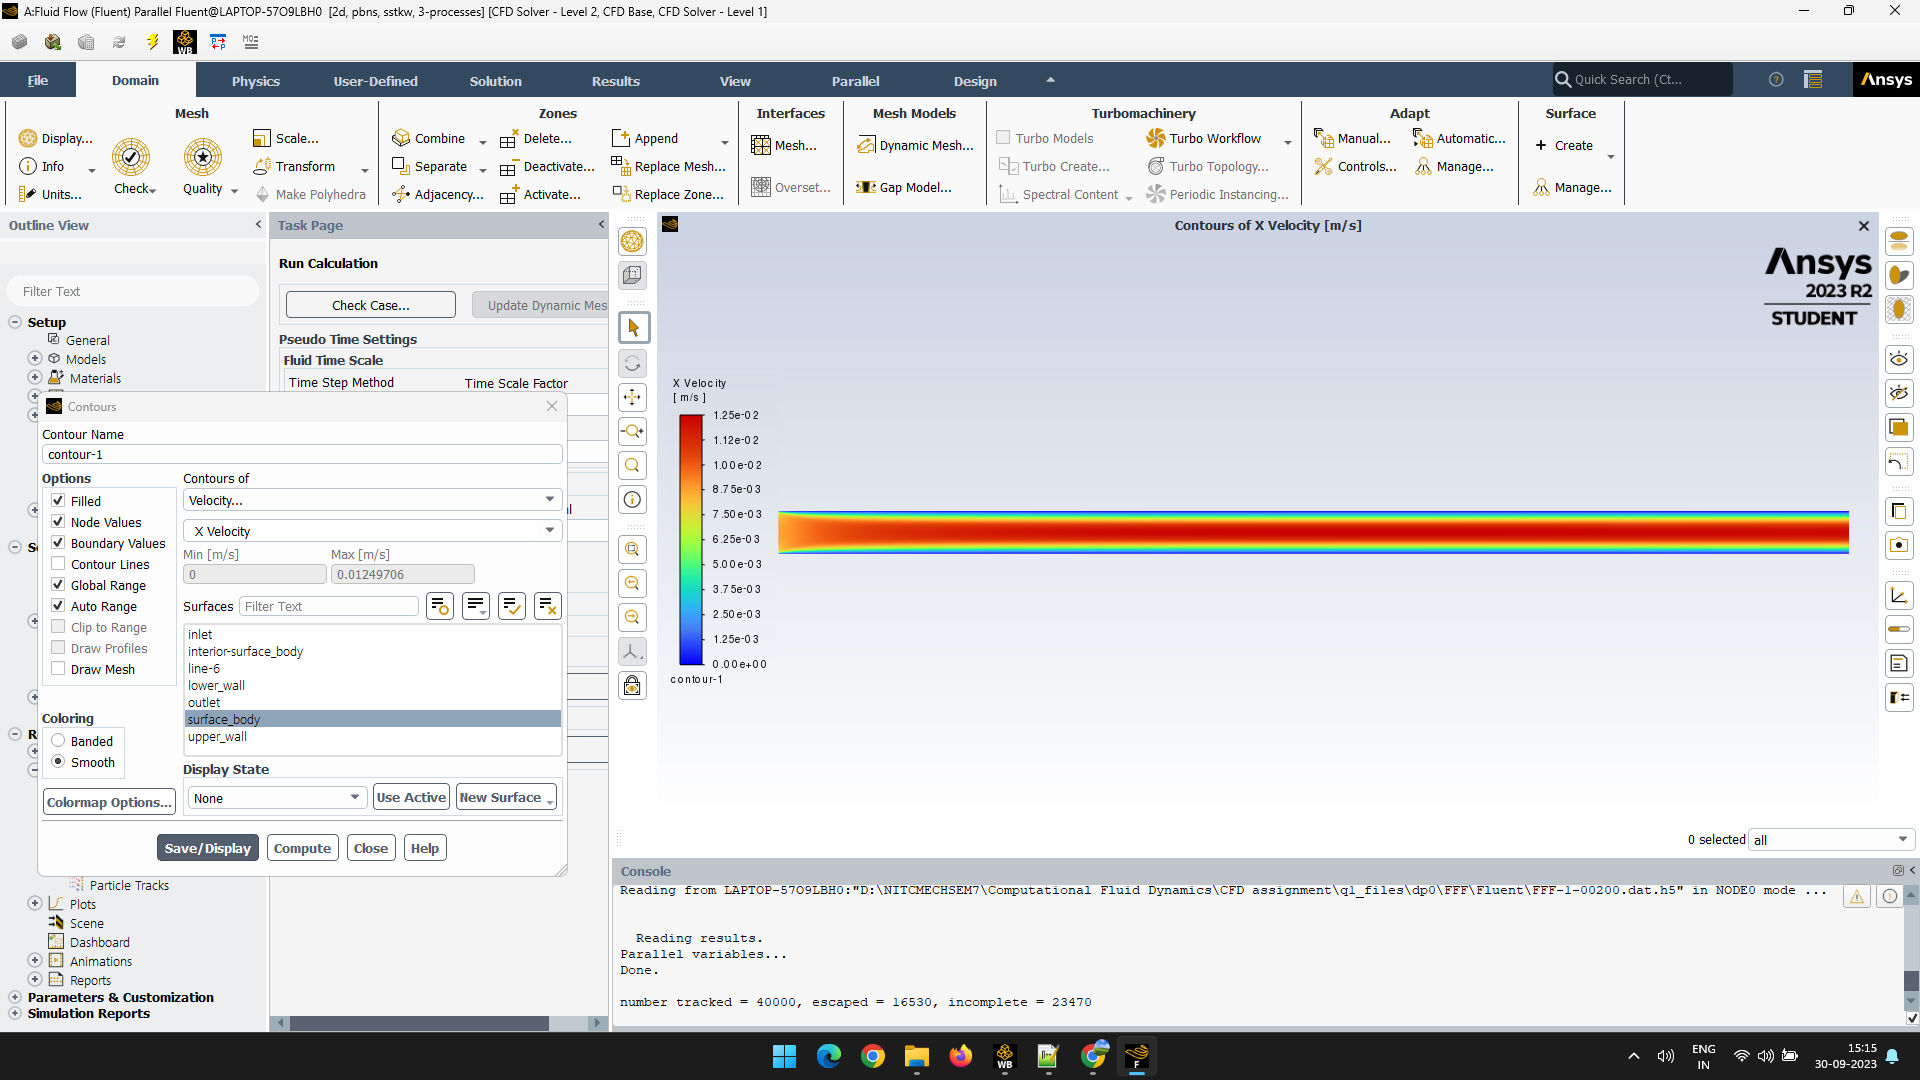 A:Fluid Flow (Fluent) Parallel Fluent@LAPTOP-57O9LBH0 [2d, pbns, sstkw, 3-processes] [CFD Solver - Level 2, CFD Base, CFD Solver - Level 1]
File Domain Physics User-Defined Solution Results View Parallel Design Quick Search (Ct... Ansys
Mesh Zones Interfaces Mesh Models Turbomachinery Adapt Surface
Display... Scale... Combine Delete... Append Mesh... Dynamic Mesh... Turbo Models Turbo Workflow Manual... Automatic... Create
Info Check Quality Transform Separate Deactivate... Replace Mesh... Turbo Create... Turbo Topology... Controls... Manage...
Units... Make Polyhedra Adjacency... Activate... Replace Zone... Overset... Gap Model... Spectral Content Periodic Instancing... Manage...
Outline View
Filter Text
Setup
General
Models
Materials
Task Page
Run Calculation
Check Case... Update Dynamic Mes
Pseudo Time Settings
Fluid Time Scale
Time Step Method Time Scale Factor
Contours
Contour Name
contour-1
Options
Filled
Node Values
Boundary Values
Contour Lines
Global Range
Auto Range
Clip to Range
Draw Profiles
Draw Mesh
Coloring
Banded
Smooth
Colormap Options...
Contours of
Velocity...
X Velocity
Min [m/s] Max [m/s]
0 0.01249706
Surfaces Filter Text
inlet
interior-surface_body
line-6
lower_wall
outlet
surface_body
upper_wall
Display State
None Use Active New Surface
Save/Display Compute Close Help
Particle Tracks
Plots
Scene
Dashboard
Animations
Reports
Parameters & Customization
Simulation Reports
Contours of X Velocity [m/s]
Ansys
2023 R2
STUDENT
X Velocity
[ m/s ]
1.25e-02
1.12e-02
1.00e-02
8.75e-03
7.50e-03
6.25e-03
5.00e-03
3.75e-03
2.50e-03
1.25e-03
0.00e+00
contour-1
0 selected all
Console
Reading from LAPTOP-57O9LBH0:"D:\NITCMECHSEM7\Computational Fluid Dynamics\CFD assignment\q1_files\dp0\FFF\Fluent\FFF-1-00200.dat.h5" in NODE0 mode ...
Reading results.
Parallel variables...
Done.
number tracked = 40000, escaped = 16530, incomplete = 23470
ENG
IN
15:15
30-09-2023